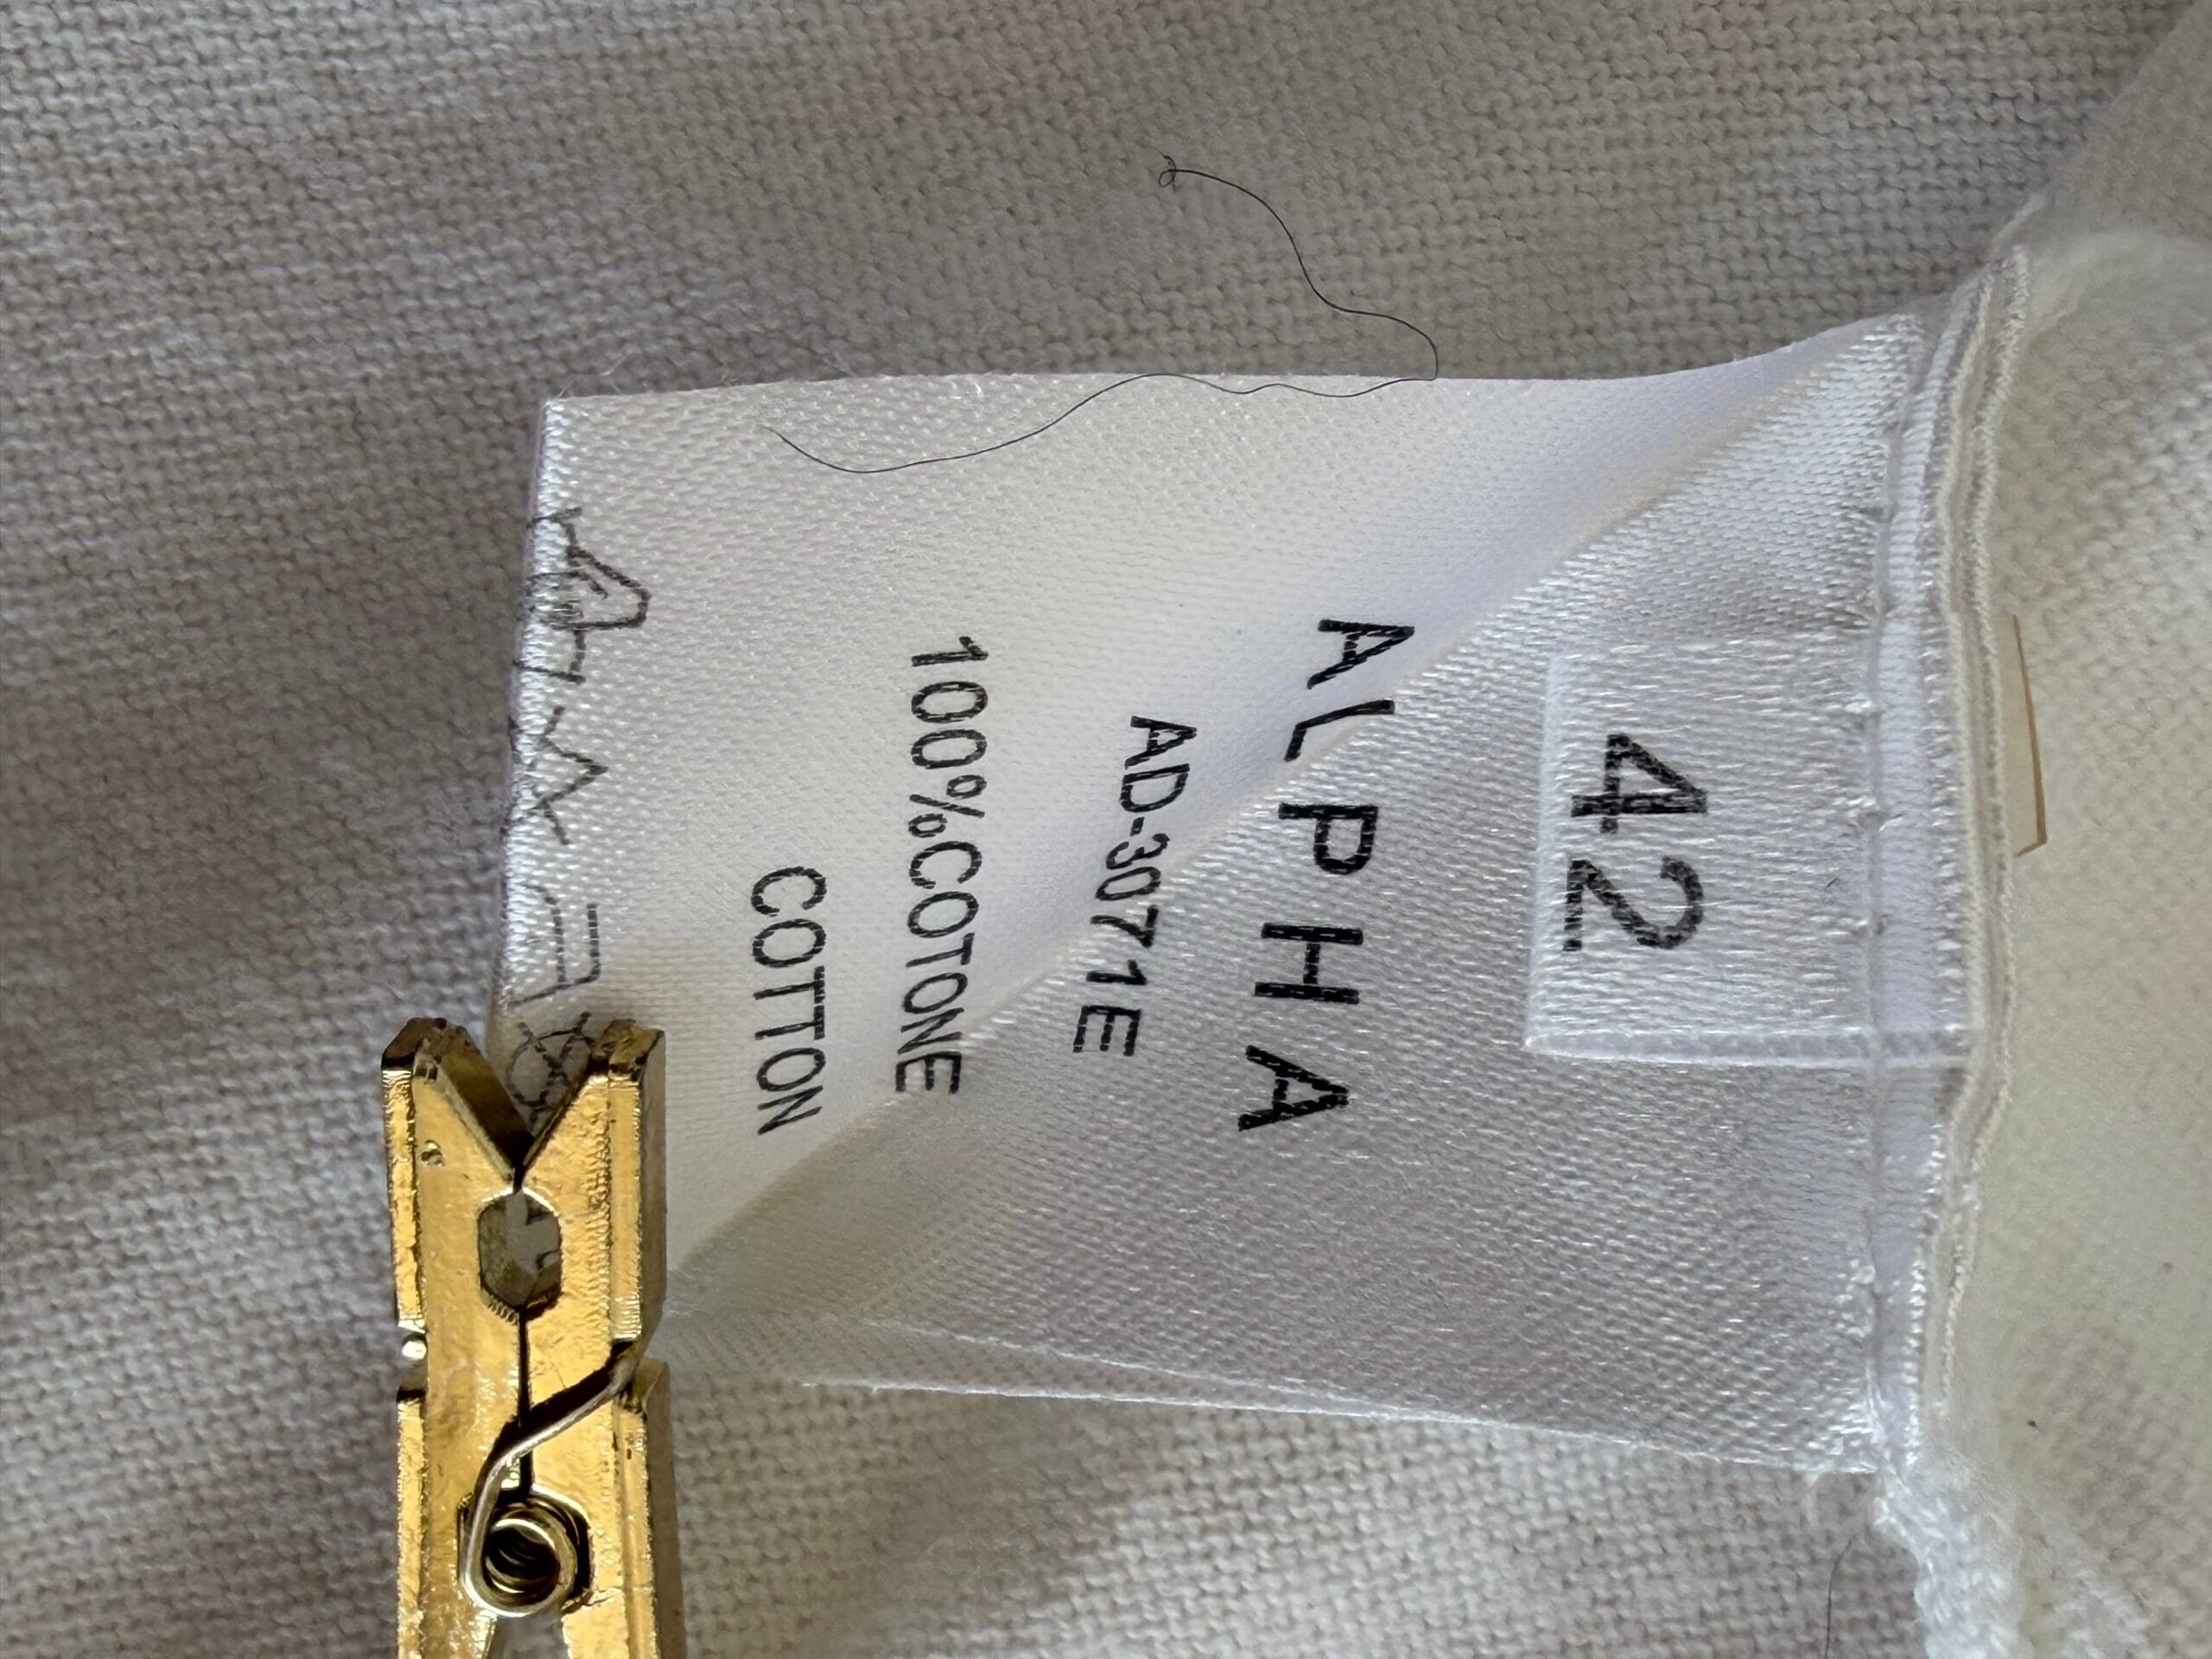 42
ALPHA
AD-3071E
100%COTONE
COTTON